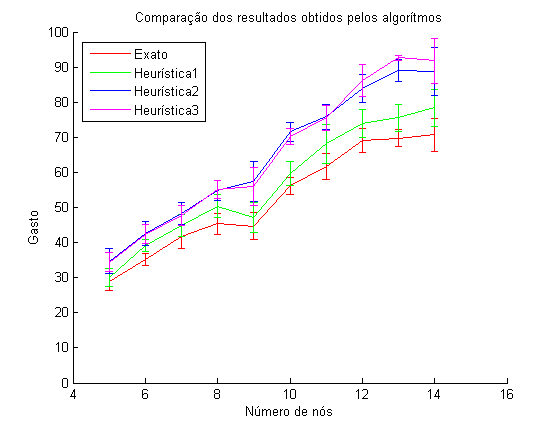 Comparação dos resultados obtidos pelos algorítmos
100
90
80
70
60
50
40
30
20
10
0
Gasto
Exato
Heurística1
Heurística2
Heurística3
4
6
8
10
12
14
16
Número de nós